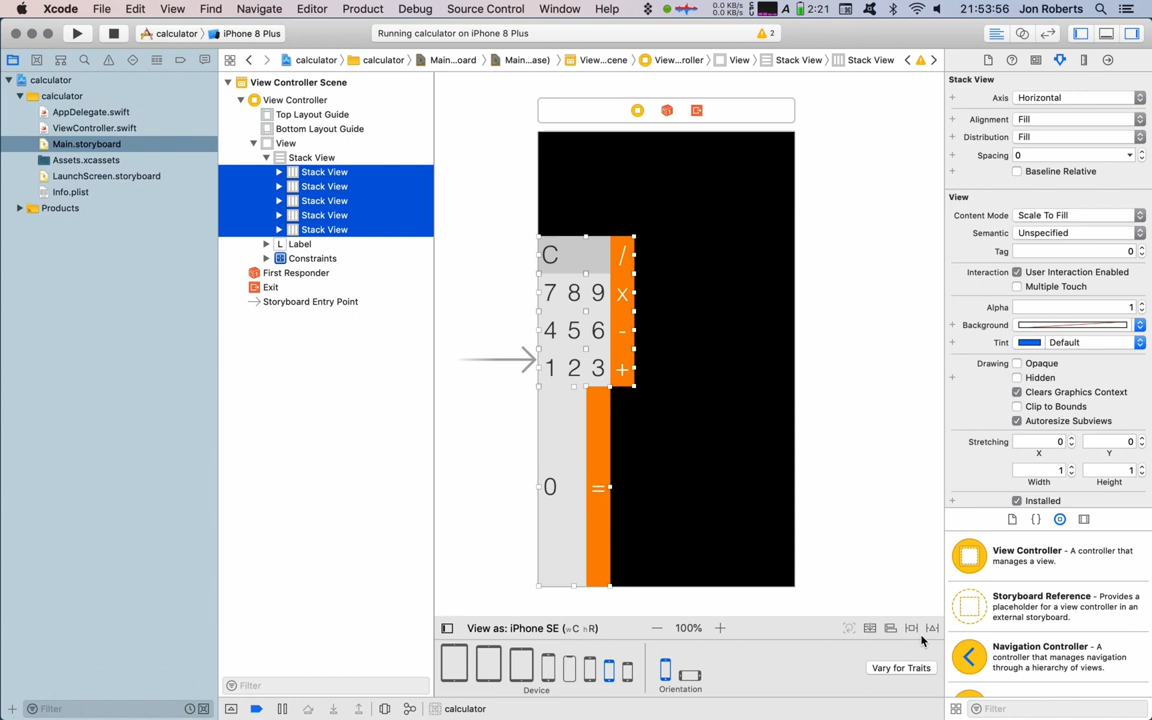 Xcode File Edit View Find Navigate Editor Product Debug Source Control Window Help 0.0 KB/s 0.0 KB/s 2:21 21:53:56 Jon Roberts
calculator iPhone 8 Plus Running calculator on iPhone 8 Plus 2
calculator calculator Main....oard Main....ase) View...cene View...roller View Stack View Stack View
calculator
calculator
AppDelegate.swift
ViewController.swift
Main.storyboard
Assets.xcassets
LaunchScreen.storyboard
Info.plist
Products
View Controller Scene
View Controller
Top Layout Guide
Bottom Layout Guide
View
Stack View
Stack View
Stack View
Stack View
Stack View
Stack View
L Label
Constraints
First Responder
Exit
Storyboard Entry Point
C /
7 8 9 x
4 5 6 -
1 2 3 +
0 =
Stack View
Axis Horizontal
Alignment Fill
Distribution Fill
Spacing 0
Baseline Relative
View
Content Mode Scale To Fill
Semantic Unspecified
Tag 0
Interaction User Interaction Enabled
Multiple Touch
Alpha 1
Background
Tint Default
Drawing Opaque
Hidden
Clears Graphics Context
Clip to Bounds
Autoresize Subviews
Stretching 0 0
X Y
1 1
Width Height
Installed
View Controller - A controller that
manages a view.
Storyboard Reference - Provides a
placeholder for a view controller in an
external storyboard.
Navigation Controller - A
controller that manages navigation
through a hierarchy of views.
View as: iPhone SE (wC hR) 100%
Vary for Traits
Device Orientation
Filter
Filter
calculator
Filter